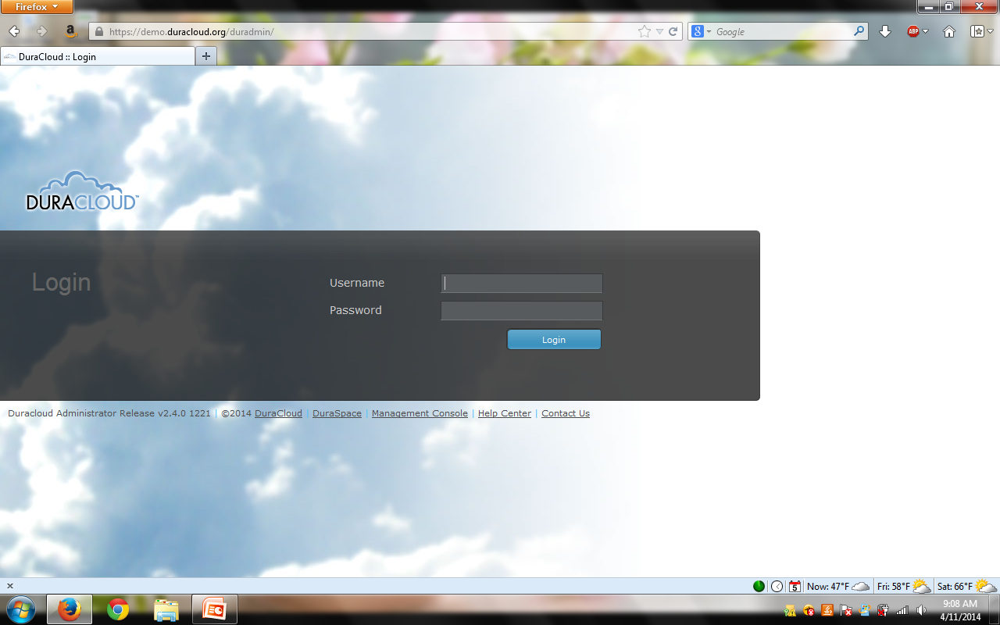 Firefox
https://demo.duracloud.org/duradmin/
Google
DuraCloud :: Login
DURACLOUD™
Login
Username
Password
Login
Duracloud Administrator Release v2.4.0 1221 | ©2014 DuraCloud | DuraSpace | Management Console | Help Center | Contact Us
5 Now: 47°F Fri: 58°F Sat: 66°F
9:08 AM
4/11/2014